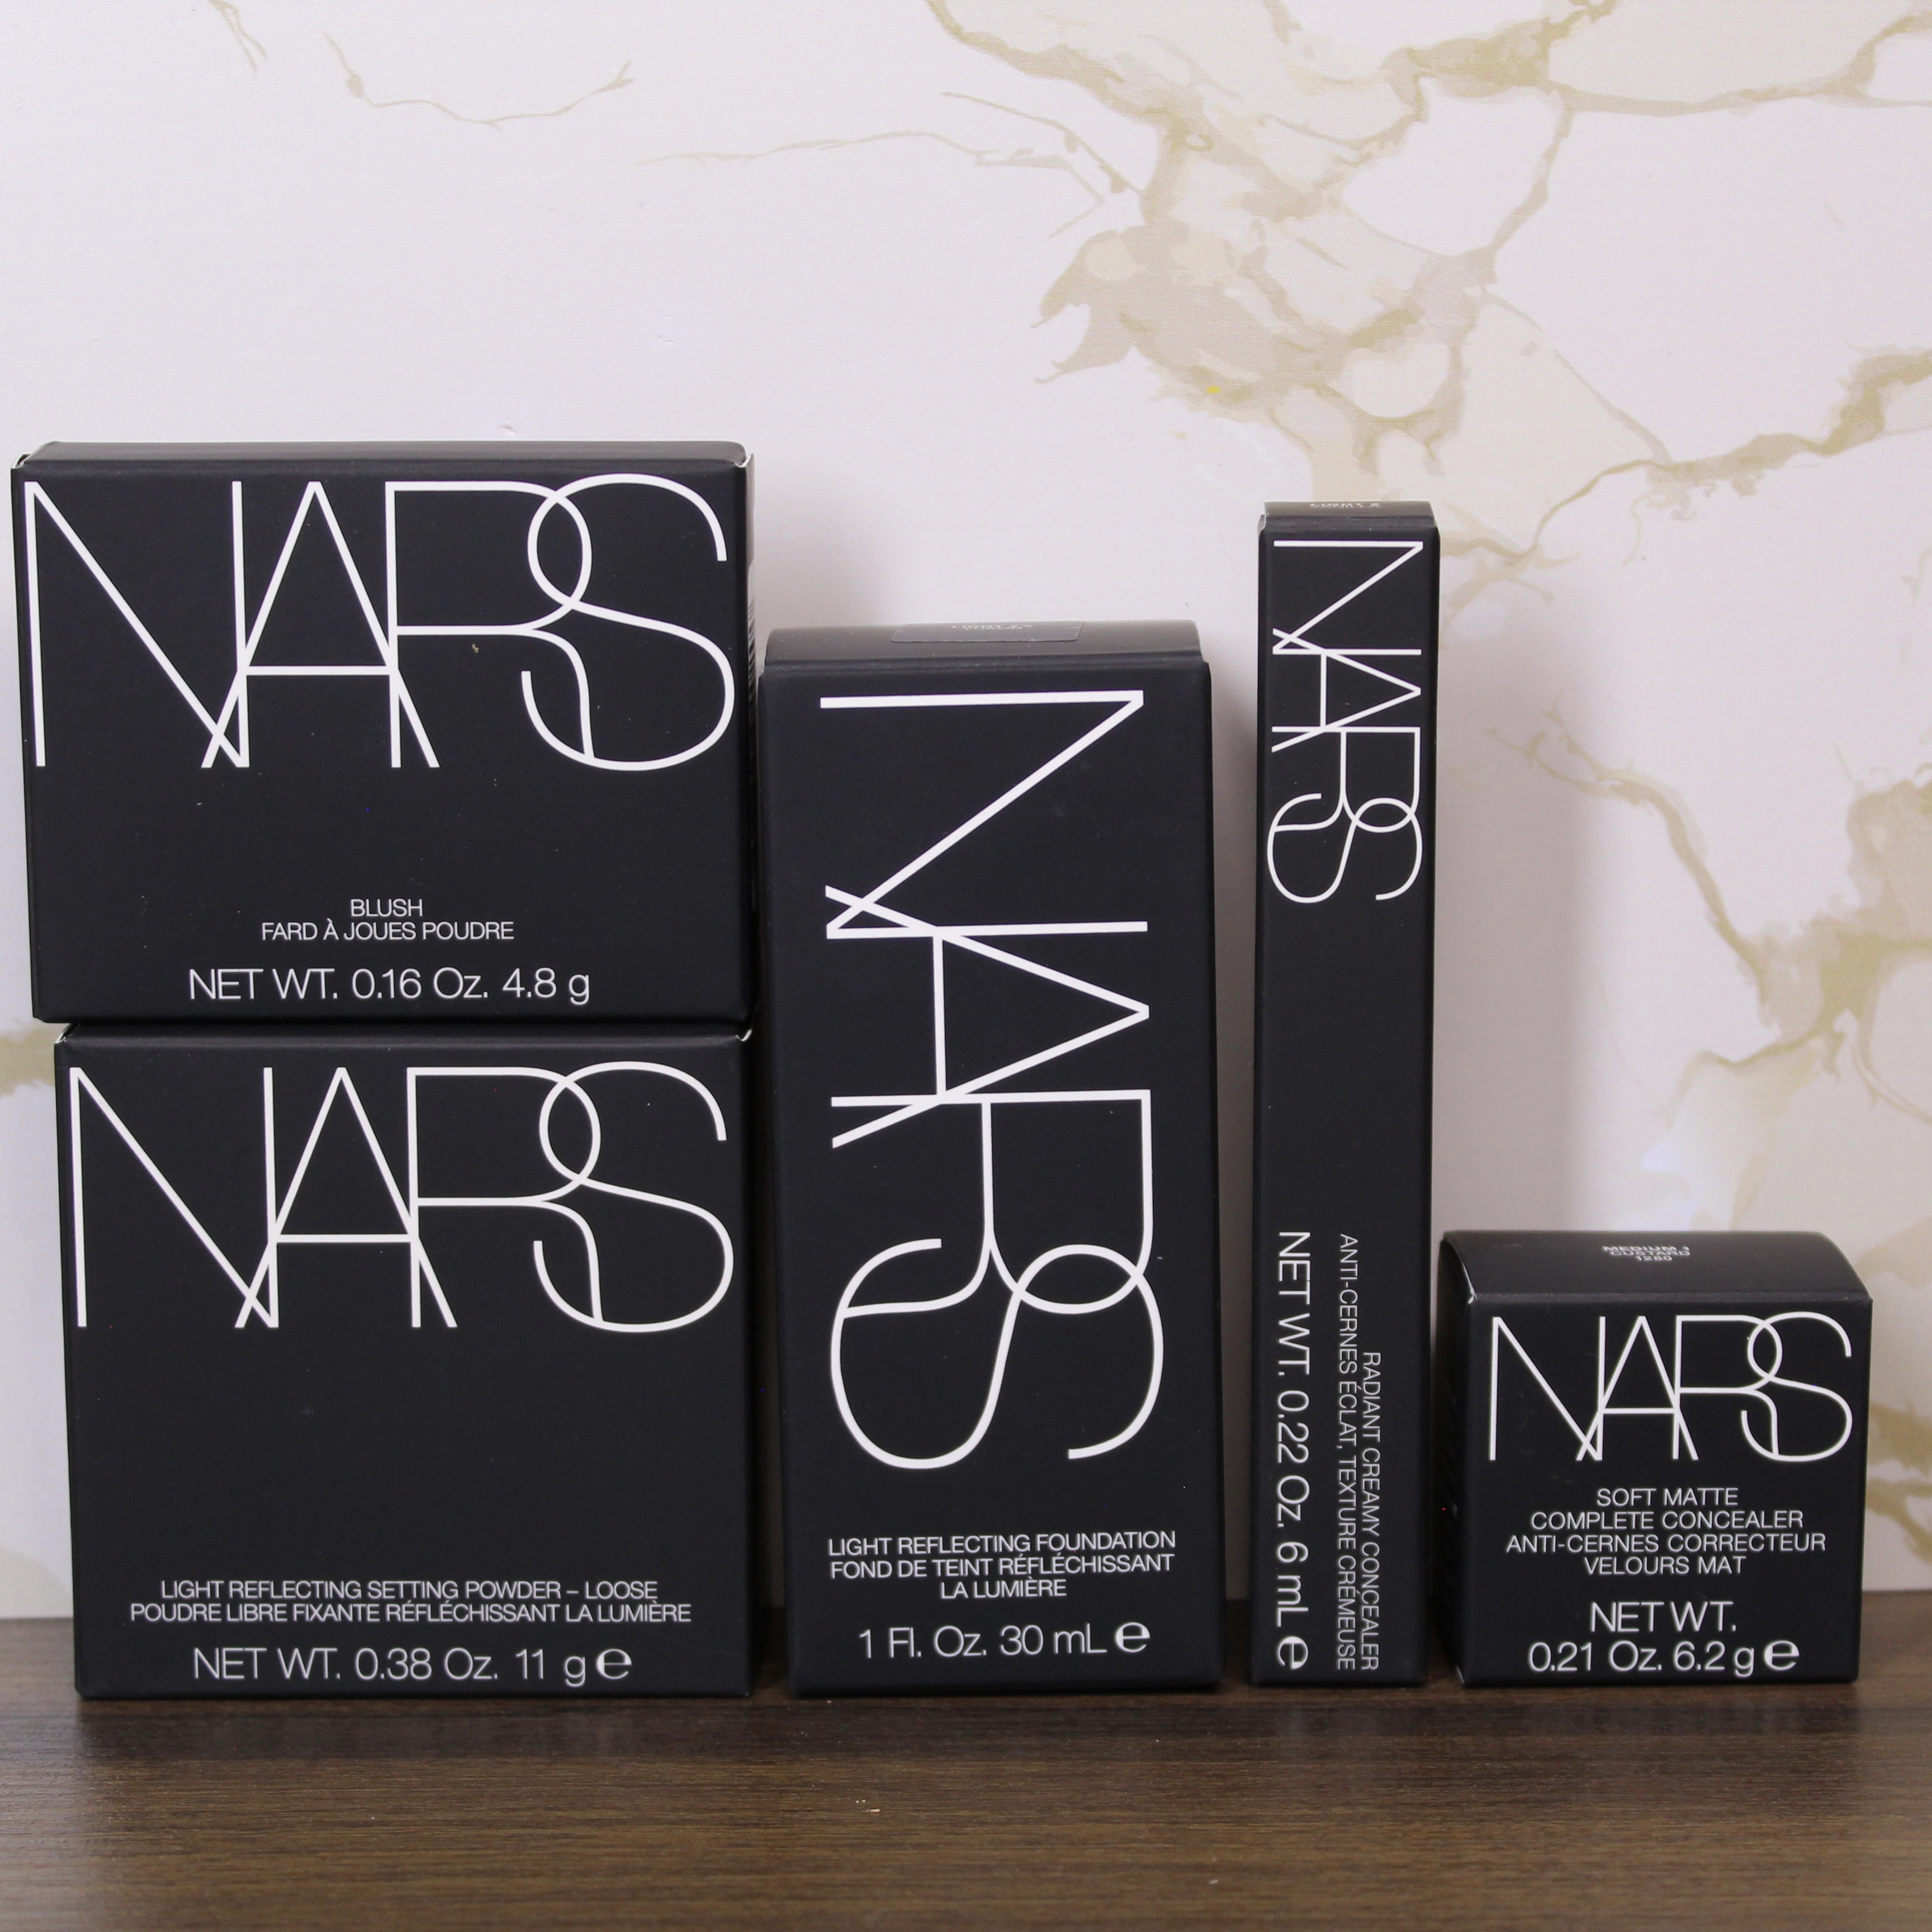 NARS
BLUSH
FARD À JOUES POUDRE
NET WT. 0.16 Oz. 4.8 g
NARS
LIGHT REFLECTING SETTING POWDER – LOOSE
POUDRE LIBRE FIXANTE RÉFLÉCHISSANT LA LUMIÈRE
NET WT. 0.38 Oz. 11 g ℮
NARS
LIGHT REFLECTING FOUNDATION
FOND DE TEINT RÉFLÉCHISSANT
LA LUMIÈRE
1 Fl. Oz. 30 mL ℮
NARS
RADIANT CREAMY CONCEALER
ANTI-CERNES ÉCLAT, TEXTURE CRÉMEUSE
NET WT. 0.22 Oz. 6 mL ℮
MEDIUM 1
CUSTARD
1280
NARS
SOFT MATTE
COMPLETE CONCEALER
ANTI-CERNES CORRECTEUR
VELOURS MAT
NET WT.
0.21 Oz. 6.2 g ℮